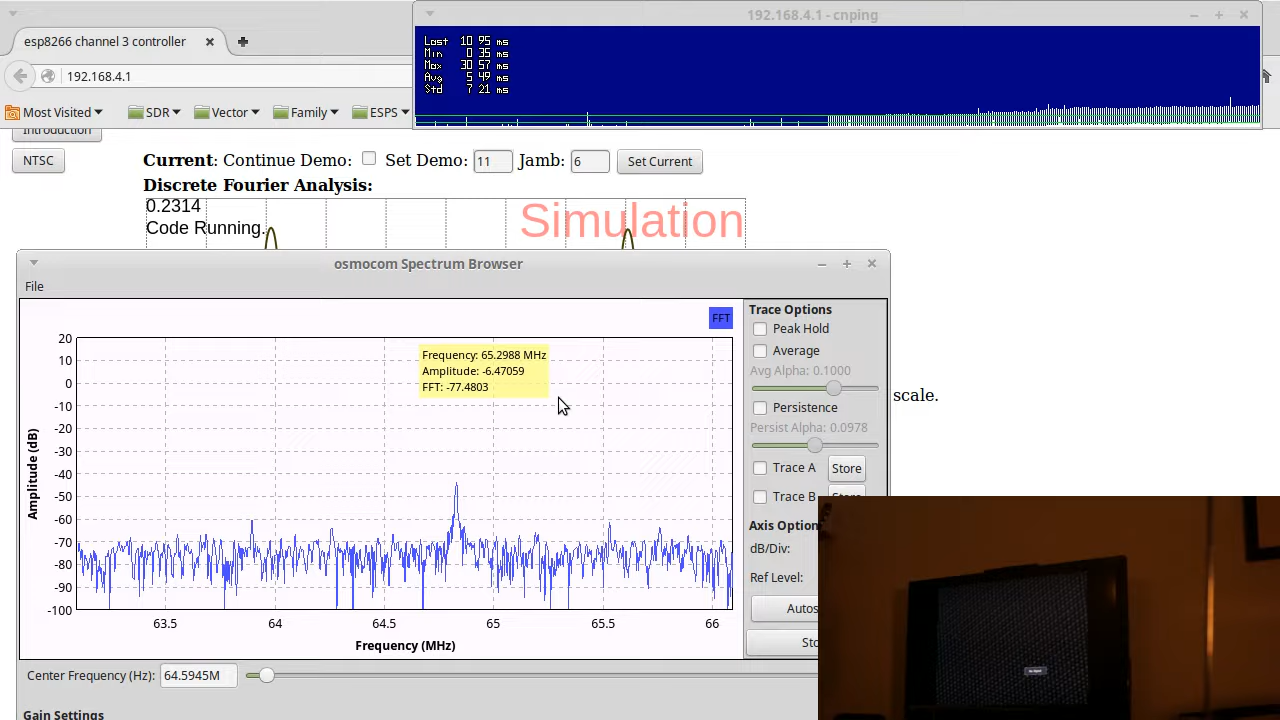 192.168.4.1 - cnping
esp8266 channel 3 controller
Last 10 95 ms
Min 0 35 ms
Max 30 57 ms
Avg 5 49 ms
Std 7 21 ms
192.168.4.1
Most Visited
SDR
Vector
Family
ESPS
Introduction
NTSC
Current: Continue Demo: Set Demo: 11 Jamb: 6 Set Current
Discrete Fourier Analysis:
0.2314
Code Running.
Simulation
osmocom Spectrum Browser
File
FFT
Frequency: 65.2988 MHz
Amplitude: -6.47059
FFT: -77.4803
20
10
0
-10
-20
-30
-40
-50
-60
-70
-80
-90
-100
Amplitude (dB)
63.5 64 64.5 65 65.5 66
Frequency (MHz)
Trace Options
Peak Hold
Average
Avg Alpha: 0.1000
Persistence
Persist Alpha: 0.0978
Trace A Store
Trace B Store
Axis Option
dB/Div:
Ref Level:
Autos
Sto
scale.
Center Frequency (Hz): 64.5945M
Gain Settings